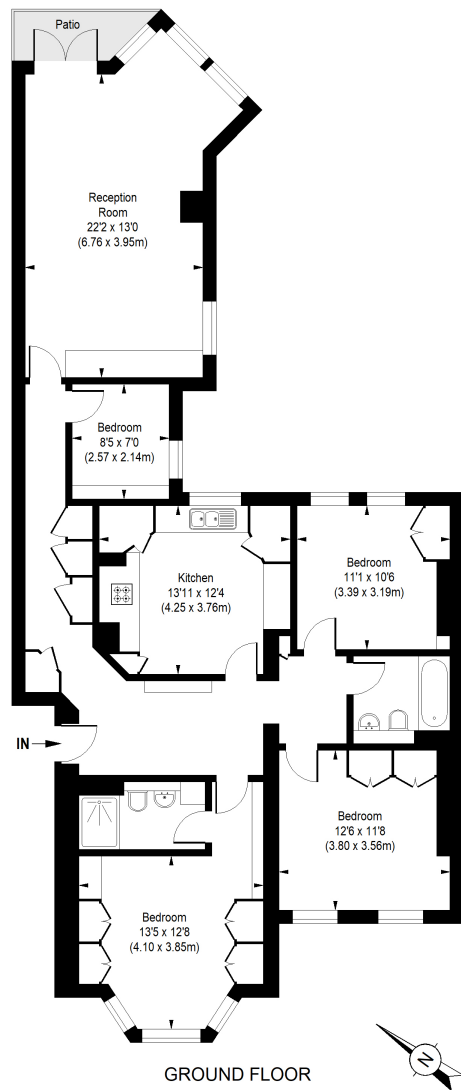 Patio
Reception
Room
22'2 x 13'0
(6.76 x 3.95m)
Bedroom
8'5 x 7'0
(2.57 x 2.14m)
Kitchen
13'11 x 12'4
(4.25 x 3.76m)
Bedroom
11'1 x 10'6
(3.39 x 3.19m)
IN
Bedroom
12'6 x 11'8
(3.80 x 3.56m)
Bedroom
13'5 x 12'8
(4.10 x 3.85m)
GROUND FLOOR
N